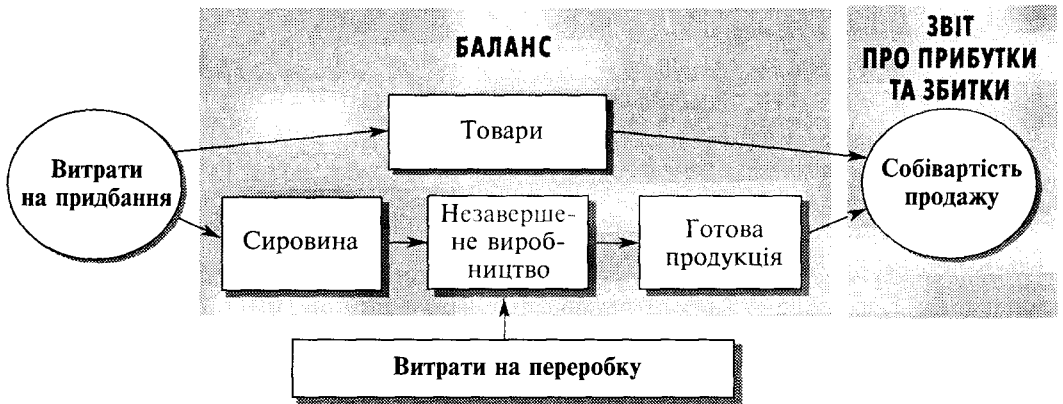 БАЛАНС
ЗВІТ
ПРО ПРИБУТКИ
ТА ЗБИТКИ
Товари
Витрати
на придбання
Собівартість
продажу
Сировина
Незаверше-
не вироб-
ництво
Готова
продукція
Витрати на переробку